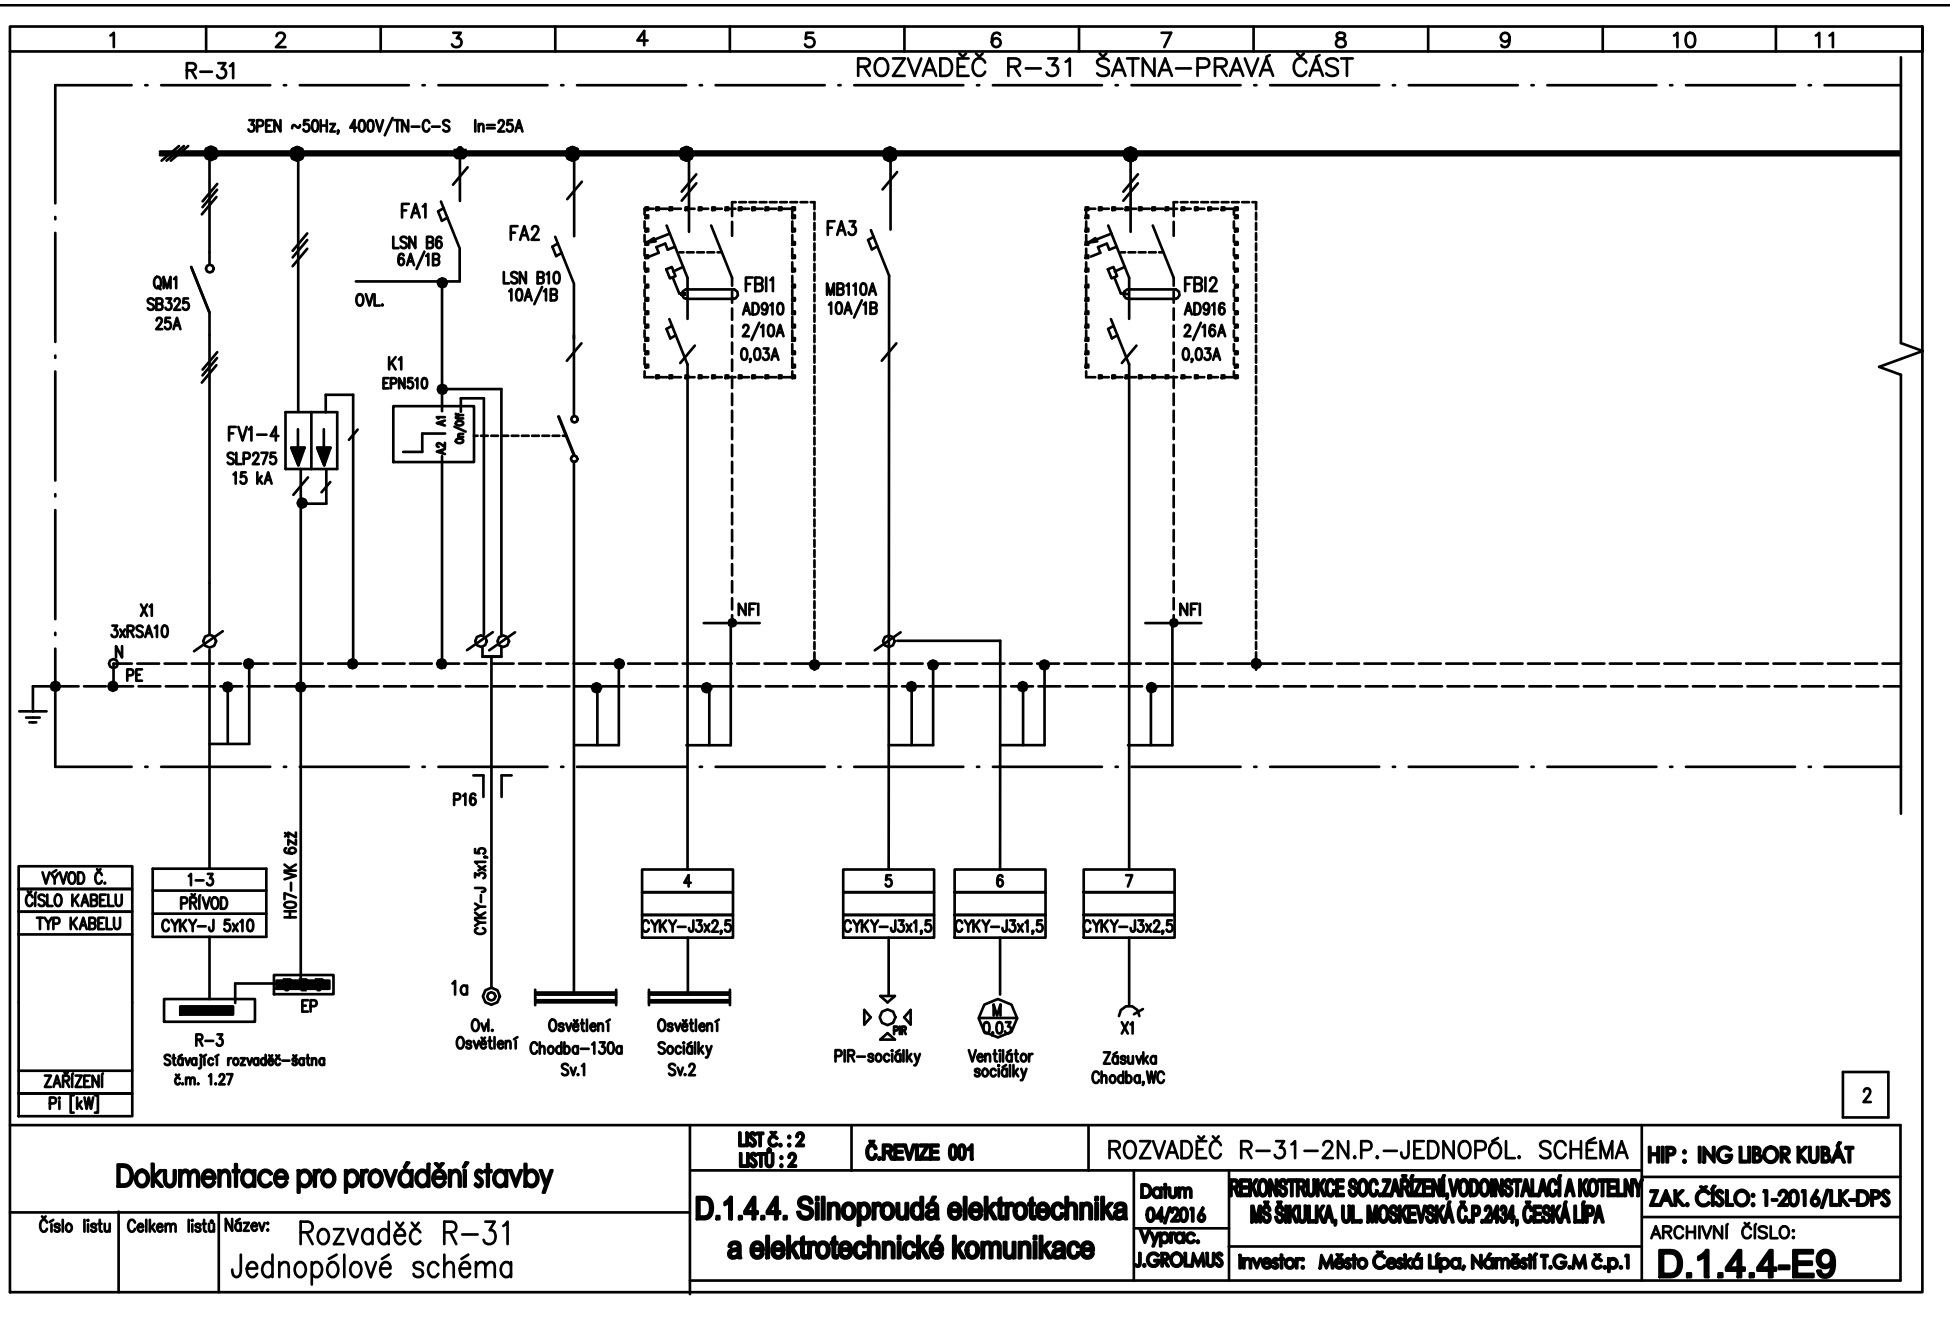 1 2 3 4 5 6 7 8 9 10 11
R-31
ROZVADĚČ R-31 ŠATNA-PRAVÁ ČÁST
3PEN ~50Hz, 400V/TN-C-S In=25A
QM1
SB325
25A
FV1-4
SLP275
15 kA
FA1
LSN B6
6A/1B
OVL.
K1
EPN510
A1
A2
On/Off
FA2
LSN B10
10A/1B
FBI1
AD910
2/10A
0,03A
FA3
MB110A
10A/1B
FBI2
AD916
2/16A
0,03A
NFI
NFI
X1
3xRSA10
N
PE
P16
H07-VK 6zž
CYKY-J 3x1,5
VÝVOD Č.
ČÍSLO KABELU
TYP KABELU
ZAŘÍZENÍ
Pi [kW]
1-3
PŘÍVOD
CYKY-J 5x10
4
CYKY-J3x2,5
5
CYKY-J3x1,5
6
CYKY-J3x1,5
7
CYKY-J3x2,5
EP
R-3
Stávající rozvaděč-šatna
č.m. 1.27
1a
Ovl.
Osvětlení
Osvětlení
Chodba-130a
Sv.1
Osvětlení
Sociálky
Sv.2
PIR
PIR-sociálky
M
0,03
Ventilátor
sociálky
X1
Zásuvka
Chodba,WC
2
Dokumentace pro provádění stavby
Číslo listu
Celkem listů
Název:
Rozvaděč R-31
Jednopólové schéma
LIST č. : 2
LISTŮ : 2
Č.REVIZE 001
ROZVADĚČ R-31-2N.P.-JEDNOPÓL. SCHÉMA
HIP : ING LIBOR KUBÁT
D.1.4.4. Silnoproudá elektrotechnika
a elektrotechnické komunikace
Datum
04/2016
Vyprac.
J.GROLMUS
REKONSTRUKCE SOC.ZAŘÍZENÍ,VODOINSTALACÍ A KOTELNY
MŠ ŠIKULKA, UL. MOSKEVSKÁ Č.P.2434, ČESKÁ LÍPA
Investor: Město Česká Lípa, Náměstí T.G.M č.p.1
ZAK. ČÍSLO: 1-2016/LK-DPS
ARCHIVNÍ ČÍSLO:
D.1.4.4-E9